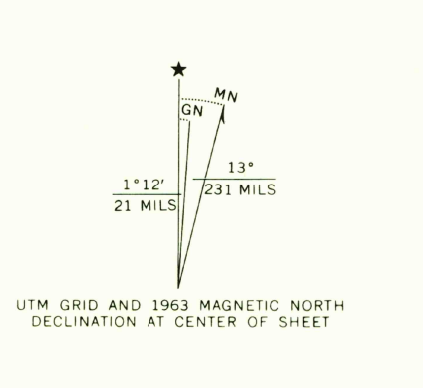 ★
MN
GN
1°12'
21 MILS
13°
231 MILS
UTM GRID AND 1963 MAGNETIC NORTH
DECLINATION AT CENTER OF SHEET